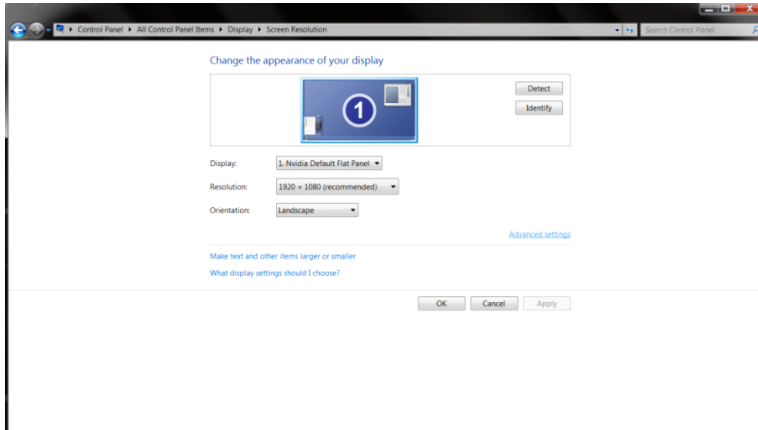 Control Panel ▸ All Control Panel Items ▸ Display ▸ Screen Resolution
Search Control Panel
Change the appearance of your display
1
Detect
Identify
Display: 1. Nvidia Default Flat Panel
Resolution: 1920 × 1080 (recommended)
Orientation: Landscape
Advanced settings
Make text and other items larger or smaller
What display settings should I choose?
OK Cancel Apply